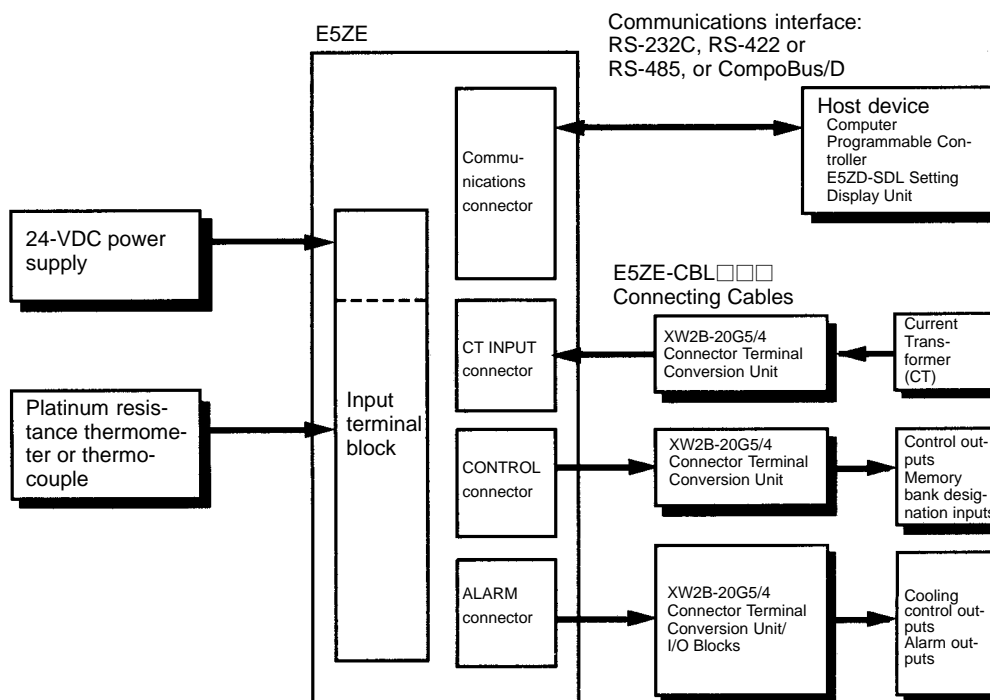 E5ZE
Communications interface:
RS-232C, RS-422 or
RS-485, or CompoBus/D
Host device
Computer
Programmable Con-
troller
E5ZD-SDL Setting
Display Unit
Commu-
nications
connector
24-VDC power
supply
E5ZE-CBL□□□
Connecting Cables
CT INPUT
connector
XW2B-20G5/4
Connector Terminal
Conversion Unit
Current
Trans-
former
(CT)
Platinum resis-
tance thermome-
ter or thermo-
couple
Input
terminal
block
CONTROL
connector
XW2B-20G5/4
Connector Terminal
Conversion Unit
Control out-
puts
Memory
bank desig-
nation inputs
ALARM
connector
XW2B-20G5/4
Connector Terminal
Conversion Unit/
I/O Blocks
Cooling
control out-
puts
Alarm out-
puts